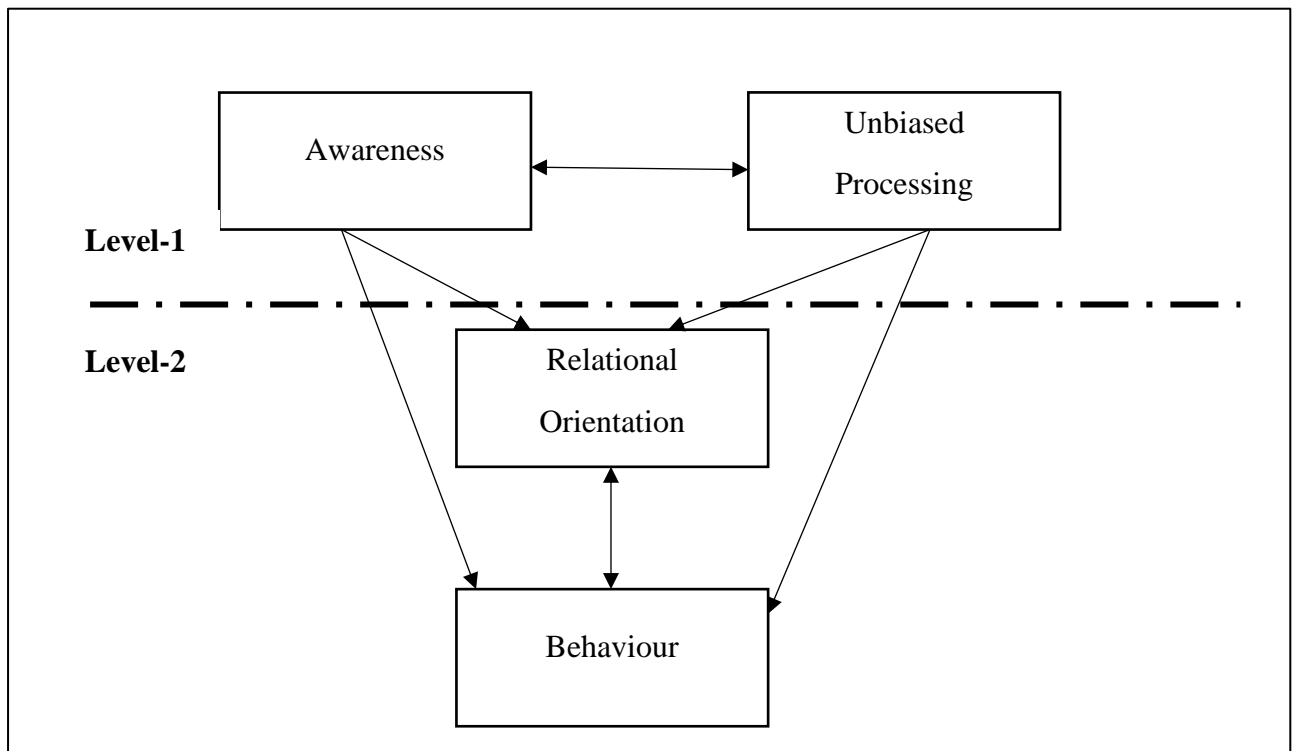 Awareness
Unbiased
Processing
Level-1
Level-2
Relational
Orientation
Behaviour